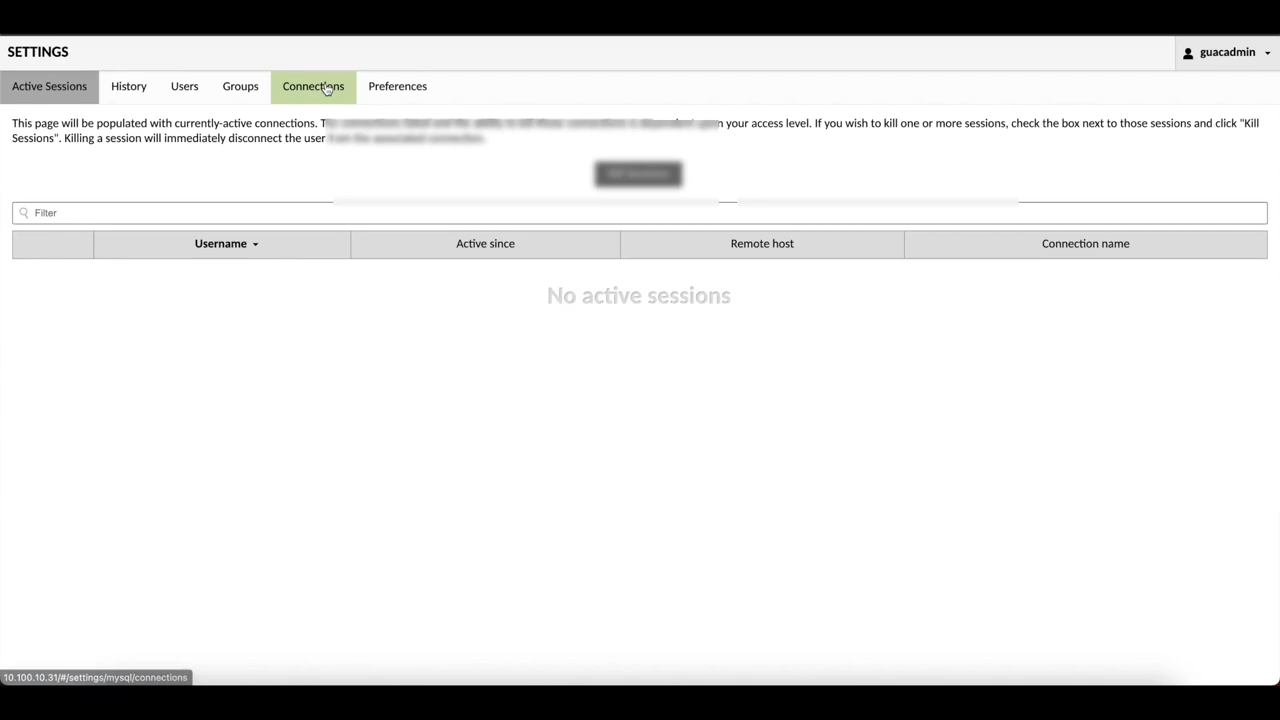 SETTINGS
guacadmin
Active Sessions History Users Groups Connections Preferences
This page will be populated with currently-active connections. your access level. If you wish to kill one or more sessions, check the box next to those sessions and click "Kill
Sessions". Killing a session will immediately disconnect the user
Filter
Username Active since Remote host Connection name
No active sessions
10.100.10.31/#/settings/mysql/connections